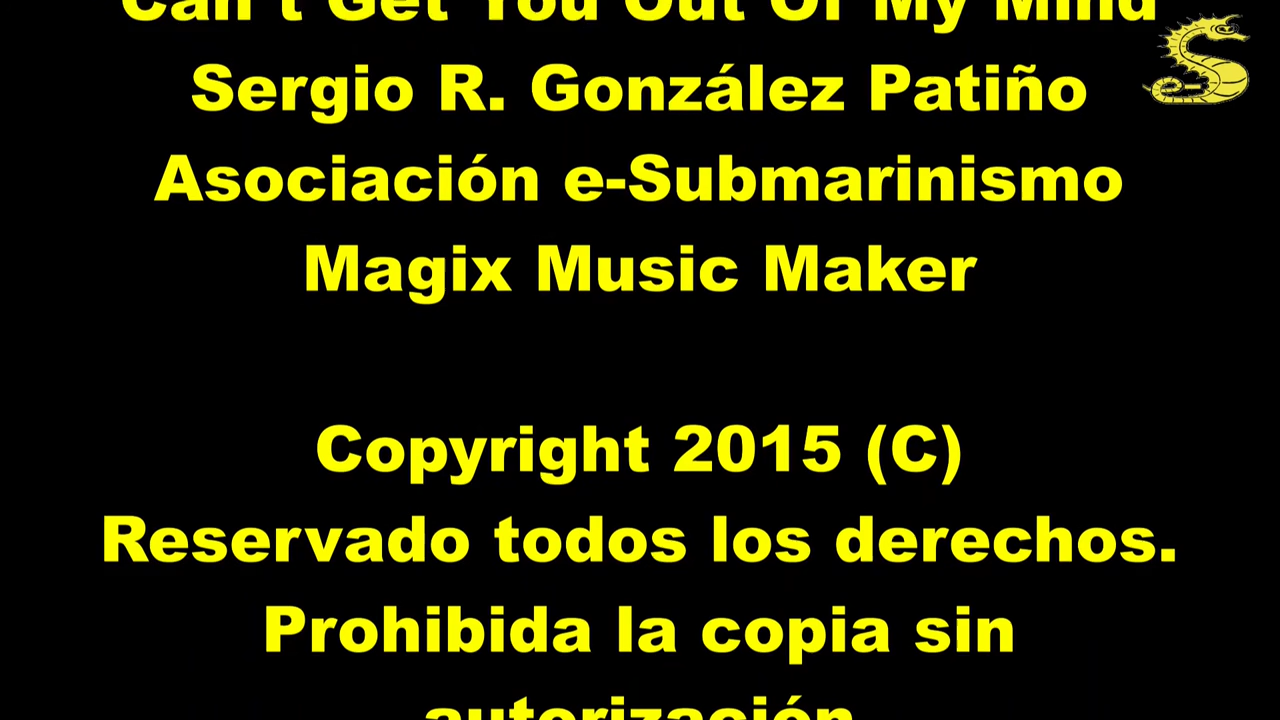 Can't Get You Out Of My Mind
Sergio R. González Patiño
Asociación e-Submarinismo
Magix Music Maker
Copyright 2015 (C)
Reservado todos los derechos.
Prohibida la copia sin
autorización